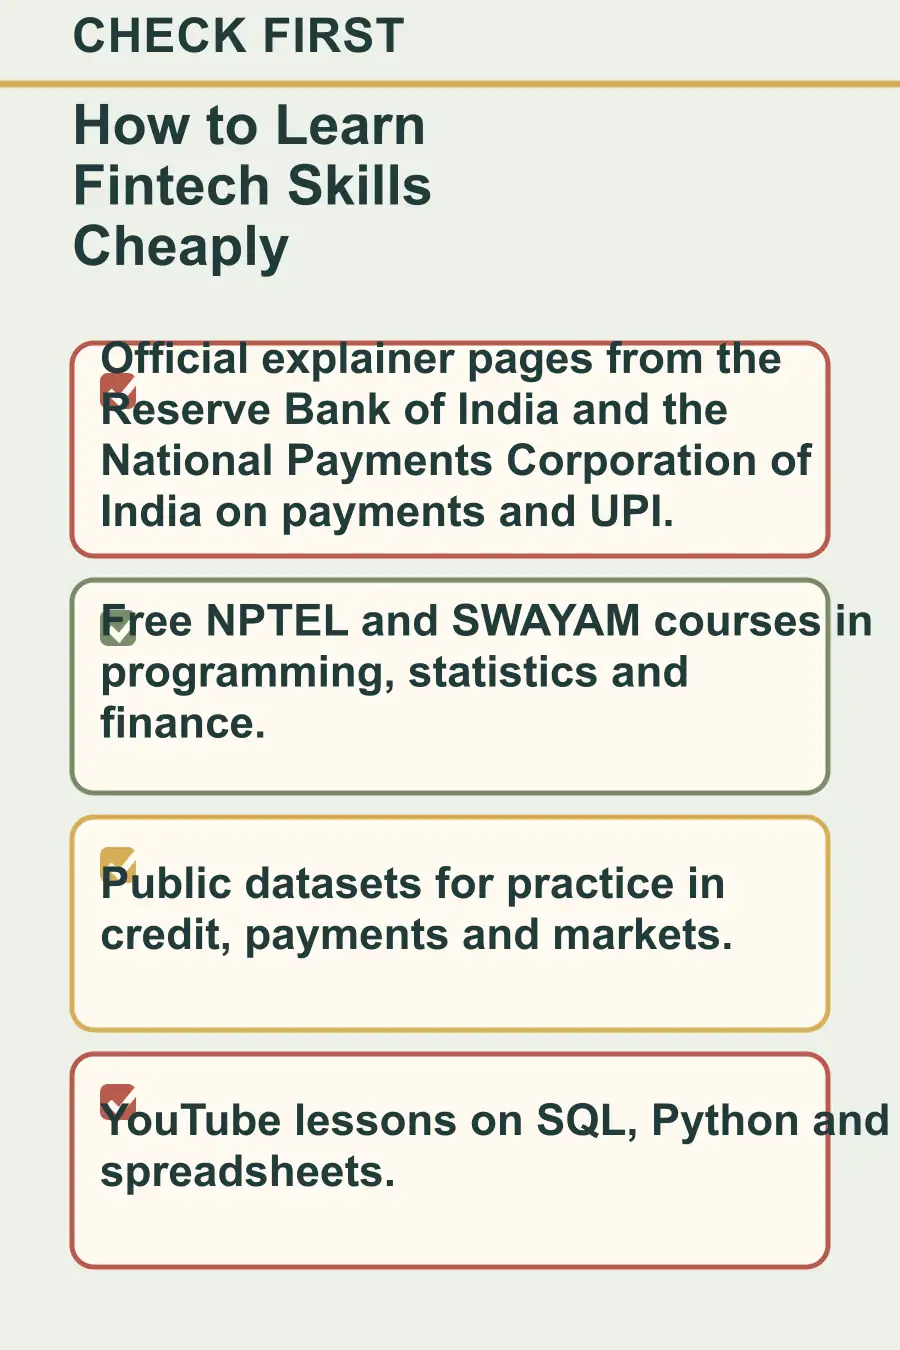 CHECK FIRST
How to Learn
Fintech Skills
Cheaply
Official explainer pages from the
Reserve Bank of India and the
National Payments Corporation of
India on payments and UPI.
Free NPTEL and SWAYAM courses in
programming, statistics and
finance.
Public datasets for practice in
credit, payments and markets.
YouTube lessons on SQL, Python and
spreadsheets.